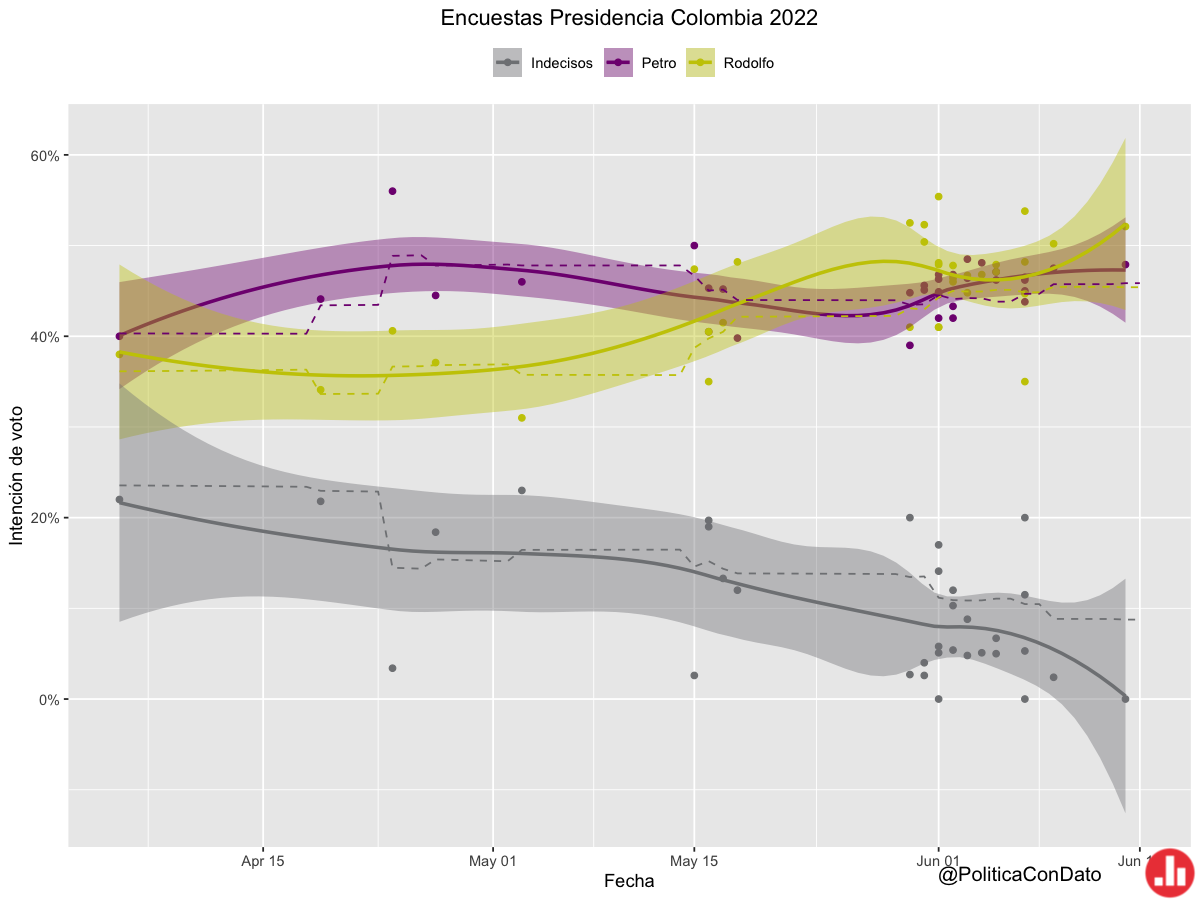 Encuestas Presidencia Colombia 2022
Indecisos Petro Rodolfo
60%
40%
20%
0%
Intención de voto
Apr 15 May 01 May 15 Jun 01 Jun
Fecha
@PoliticaConDato